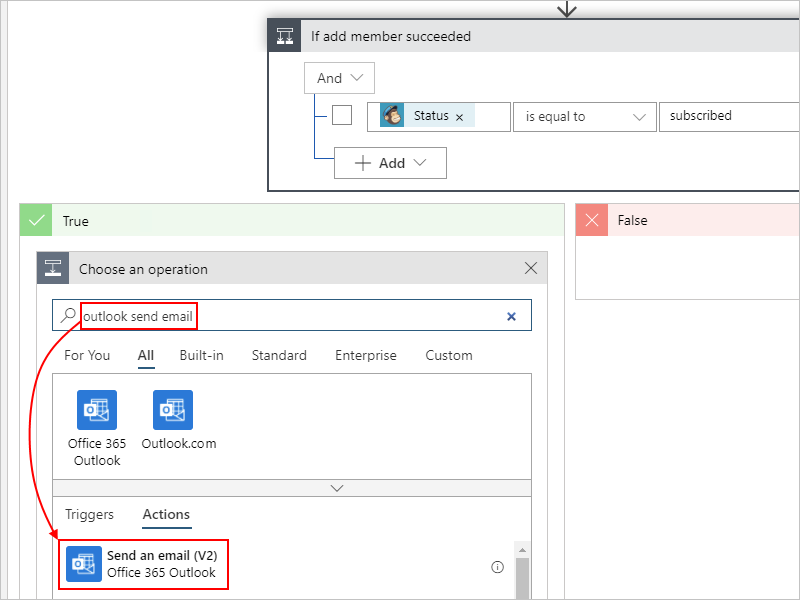 If add member succeeded
And
Status × is equal to subscribed
Add
True
False
Choose an operation
outlook send email
For You All Built-in Standard Enterprise Custom
Office 365 Outlook.com
Outlook
Triggers Actions
Send an email (V2)
Office 365 Outlook